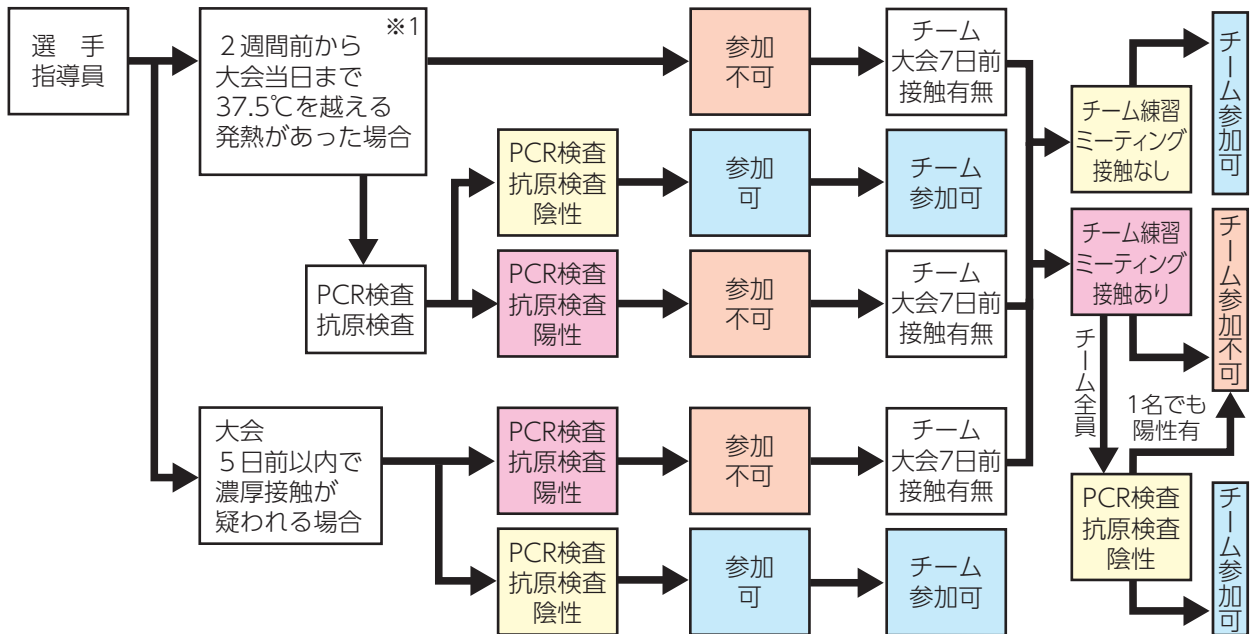 選　手
指導員
※1
２週間前から
大会当日まで
37.5℃を越える
発熱があった場合
参加
不可
チーム
大会7日前
接触有無
チーム練習
ミーティング
接触なし
チーム参加可
PCR検査
抗原検査
陰性
参加
可
チーム
参加可
PCR検査
抗原検査
PCR検査
抗原検査
陽性
参加
不可
チーム
大会7日前
接触有無
チーム練習
ミーティング
接触あり
チーム参加不可
チーム全員
1名でも
陽性有
大会
５日前以内で
濃厚接触が
疑われる場合
PCR検査
抗原検査
陽性
参加
不可
チーム
大会7日前
接触有無
PCR検査
抗原検査
陰性
チーム参加可
PCR検査
抗原検査
陰性
参加
可
チーム
参加可